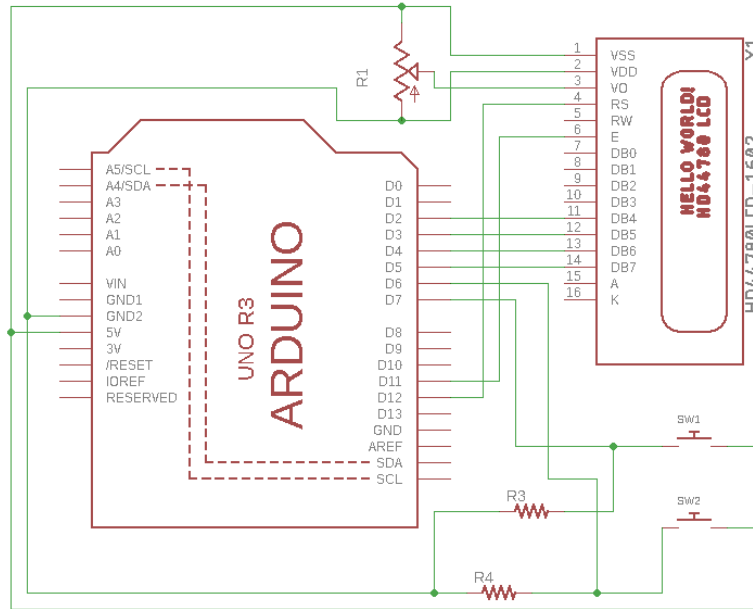 R1
1
2
3
4
5
6
7
8
9
10
11
12
13
14
15
16
VSS
VDD
VO
RS
RW
E
DB0
DB1
DB2
DB3
DB4
DB5
DB6
DB7
A
K
HELLO WORLD!
HD44780 LCD
A5/SCL
A4/SDA
A3
A2
A1
A0
VIN
GND1
GND2
5V
3V
/RESET
IOREF
RESERVED
UNO R3
ARDUINO
D0
D1
D2
D3
D4
D5
D6
D7
D8
D9
D10
D11
D12
D13
GND
AREF
SDA
SCL
SW1
SW2
R3
R4